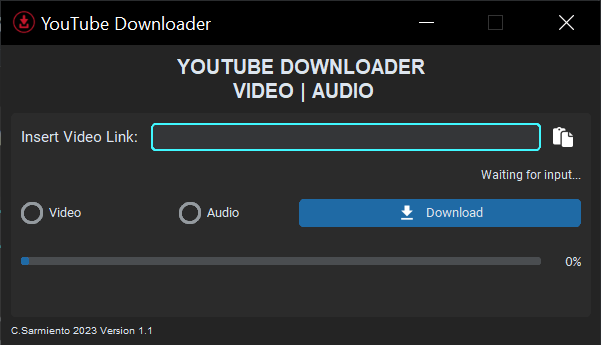 YouTube Downloader
YOUTUBE DOWNLOADER
VIDEO | AUDIO
Insert Video Link:
Waiting for input...
Video
Audio
Download
0%
C.Sarmiento 2023 Version 1.1